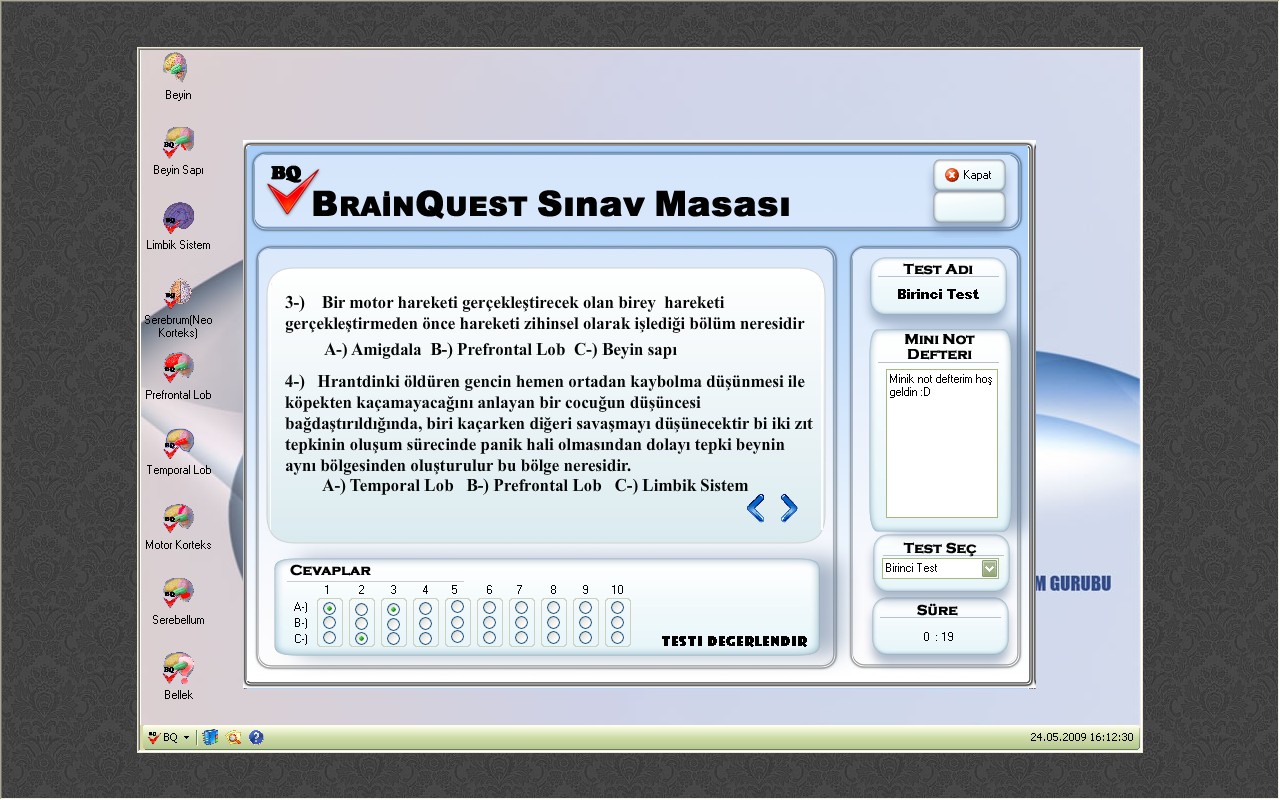 Beyin
Beyin Sapı
Limbik Sistem
Serebrum(Neo
Korteks)
Prefrontal Lob
Temporal Lob
Motor Korteks
Serebellum
Bellek
BQ
BRAİNQUEST Sınav Masası
Kapat
3-) Bir motor hareketi gerçekleştirecek olan birey hareketi
gerçekleştirmeden önce hareketi zihinsel olarak işlediği bölüm neresidir
A-) Amigdala B-) Prefrontal Lob C-) Beyin sapı
4-) Hrantdinki öldüren gencin hemen ortadan kaybolma düşünmesi ile
köpekten kaçamayacağını anlayan bir cocuğun düşüncesi
bağdaştırıldığında, biri kaçarken diğeri savaşmayı düşünecektir bi iki zıt
tepkinin oluşum sürecinde panik hali olmasından dolayı tepki beynin
aynı bölgesinden oluşturulur bu bölge neresidir.
A-) Temporal Lob B-) Prefrontal Lob C-) Limbik Sistem
CEVAPLAR
1 2 3 4 5 6 7 8 9 10
A-)
B-)
C-)
TESTI DEGERLENDIR
TEST ADI
Birinci Test
MINI NOT
DEFTERI
Minik not defterim hoş
geldin :D
TEST SEÇ
Birinci Test
SÜRE
0 : 19
M GURUBU
BQ
24.05.2009 16:12:30